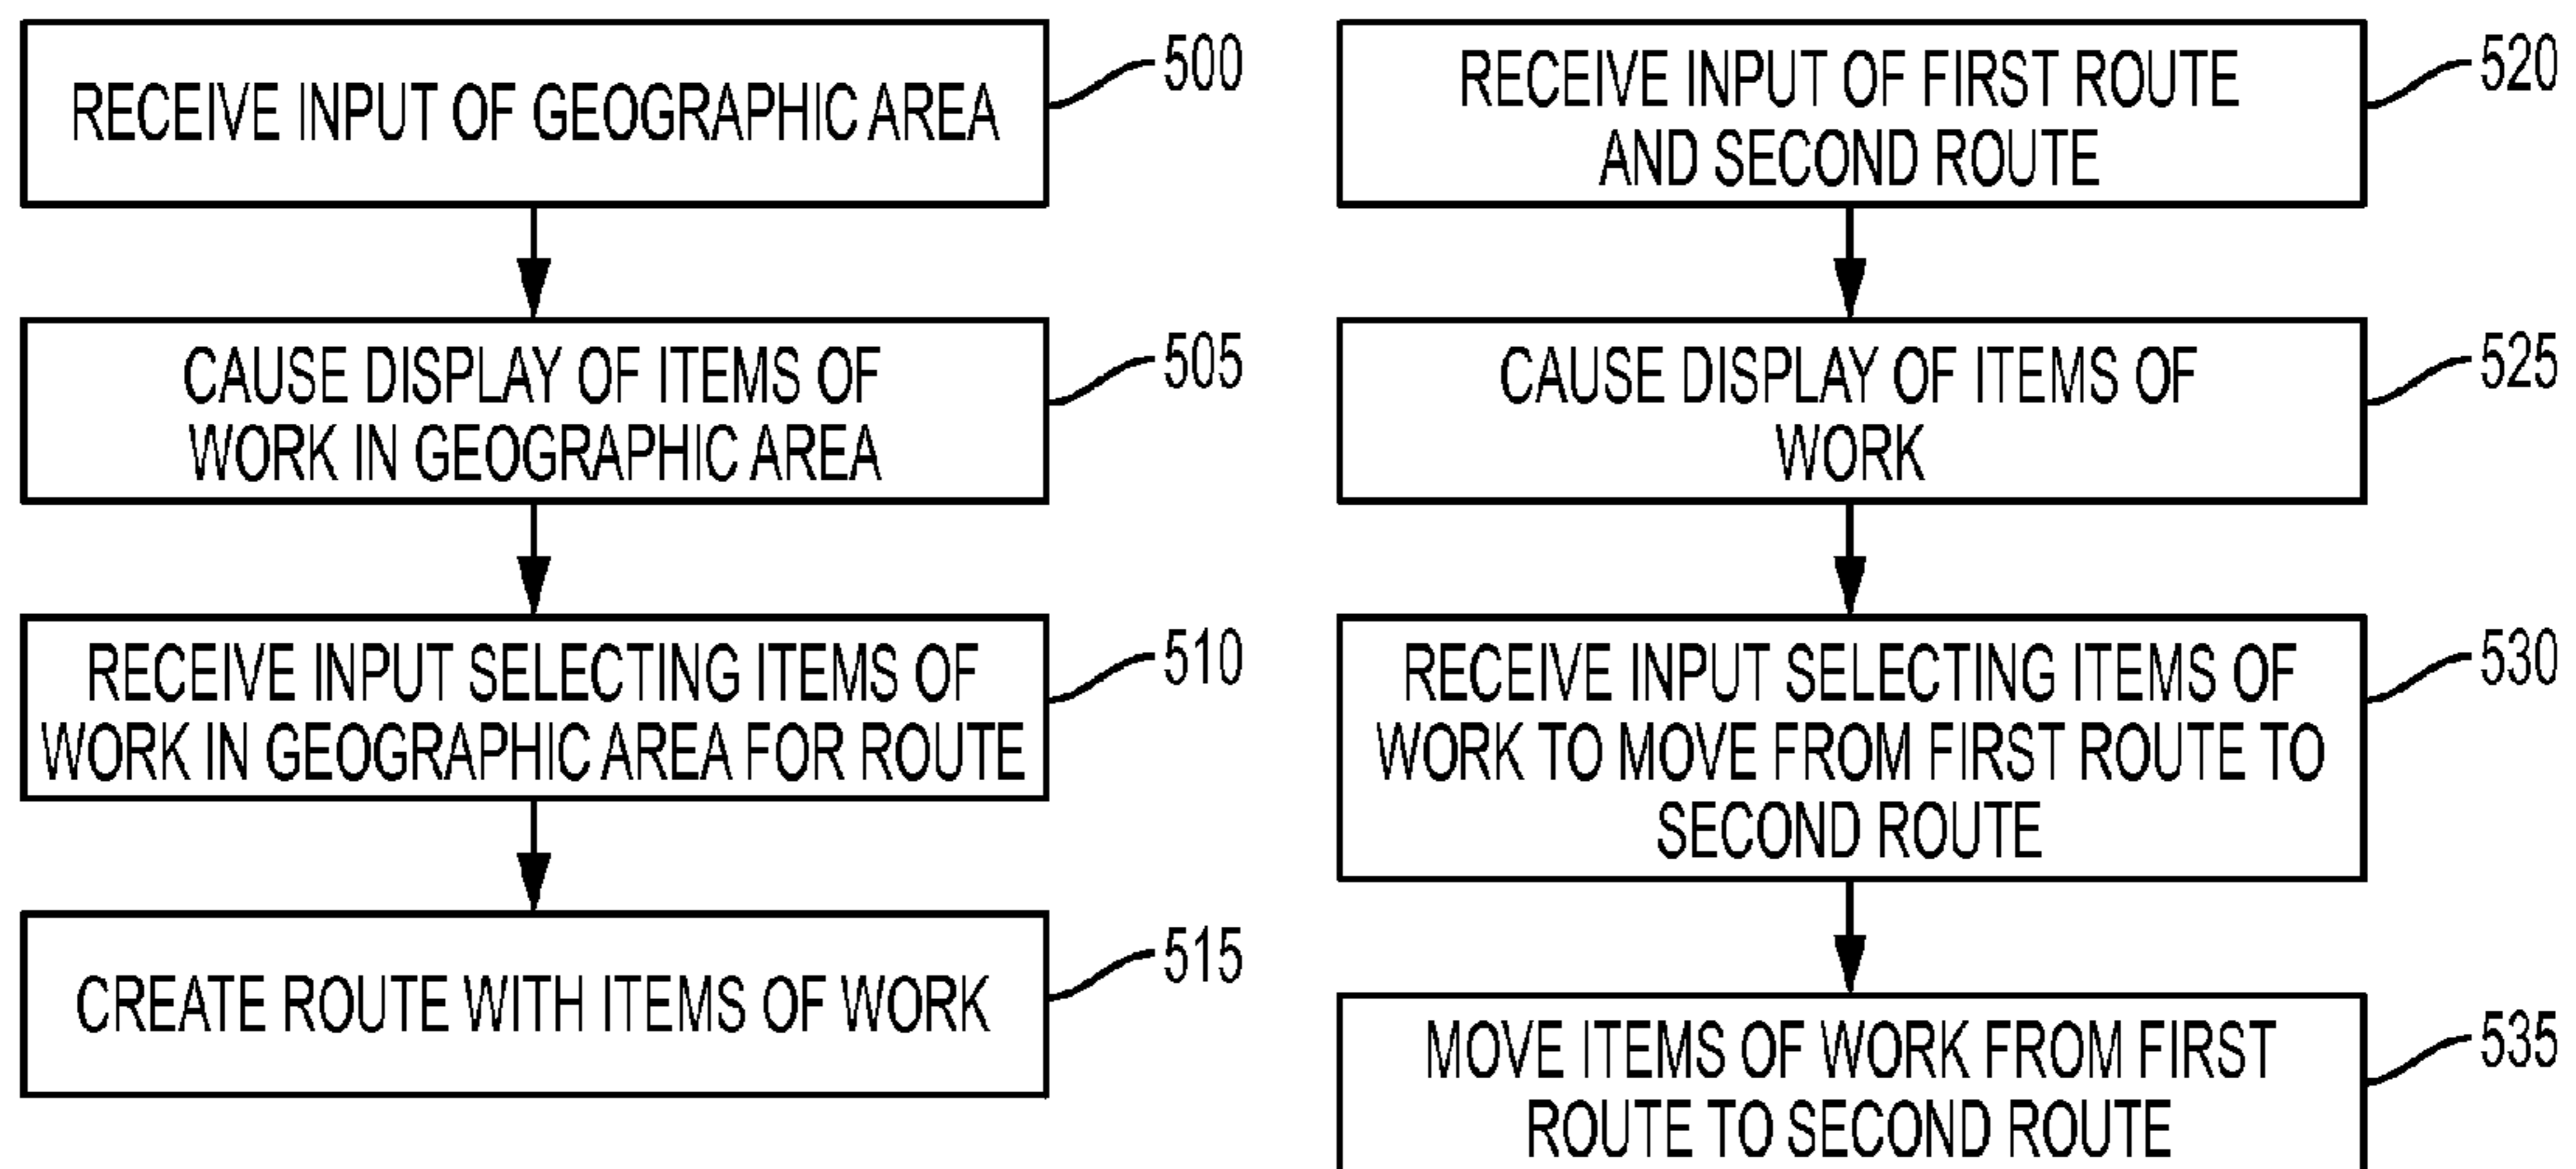 RECEIVE INPUT OF GEOGRAPHIC AREA
500
CAUSE DISPLAY OF ITEMS OF
WORK IN GEOGRAPHIC AREA
505
RECEIVE INPUT SELECTING ITEMS OF
WORK IN GEOGRAPHIC AREA FOR ROUTE
510
CREATE ROUTE WITH ITEMS OF WORK
515
RECEIVE INPUT OF FIRST ROUTE
AND SECOND ROUTE
520
CAUSE DISPLAY OF ITEMS OF
WORK
525
RECEIVE INPUT SELECTING ITEMS OF
WORK TO MOVE FROM FIRST ROUTE TO
SECOND ROUTE
530
MOVE ITEMS OF WORK FROM FIRST
ROUTE TO SECOND ROUTE
535